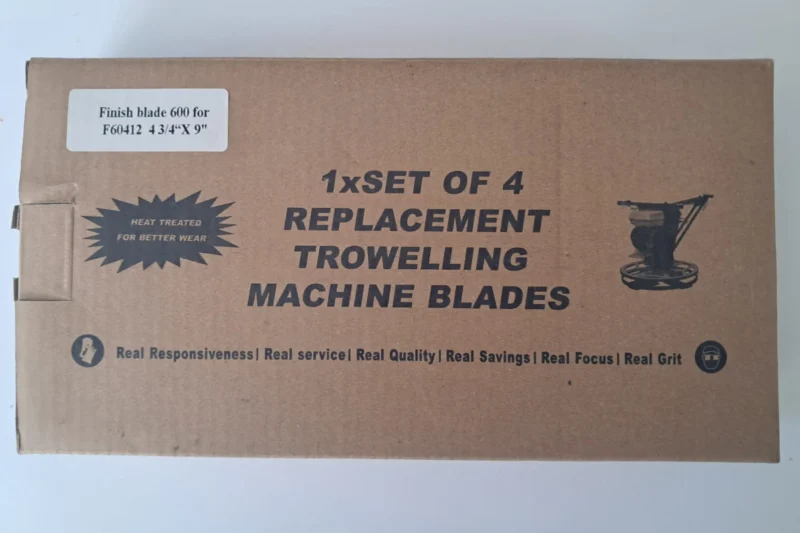 Finish blade 600 for
F60412 4 3/4“X 9"
1xSET OF 4
REPLACEMENT
TROWELLING
MACHINE BLADES
HEAT TREATED
FOR BETTER WEAR
Real Responsiveness| Real service| Real Quality| Real Savings| Real Focus| Real Grit